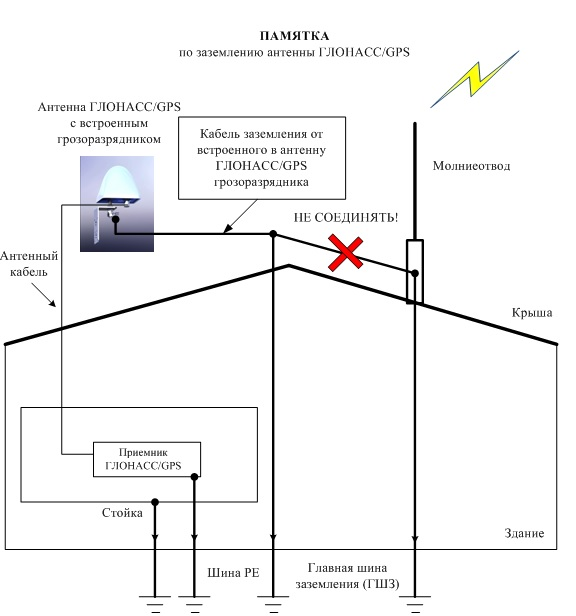 ПАМЯТКА
по заземлению антенны ГЛОНАСС/GPS
Антенна ГЛОНАСС/GPS
с встроенным
грозоразрядником
Кабель заземления от
встроенного в антенну
ГЛОНАСС/GPS
грозоразрядника
Молниеотвод
НЕ СОЕДИНЯТЬ!
Антенный
кабель
Крыша
Приемник
ГЛОНАСС/GPS
Стойка
Здание
Шина PE
Главная шина
заземления (ГШЗ)